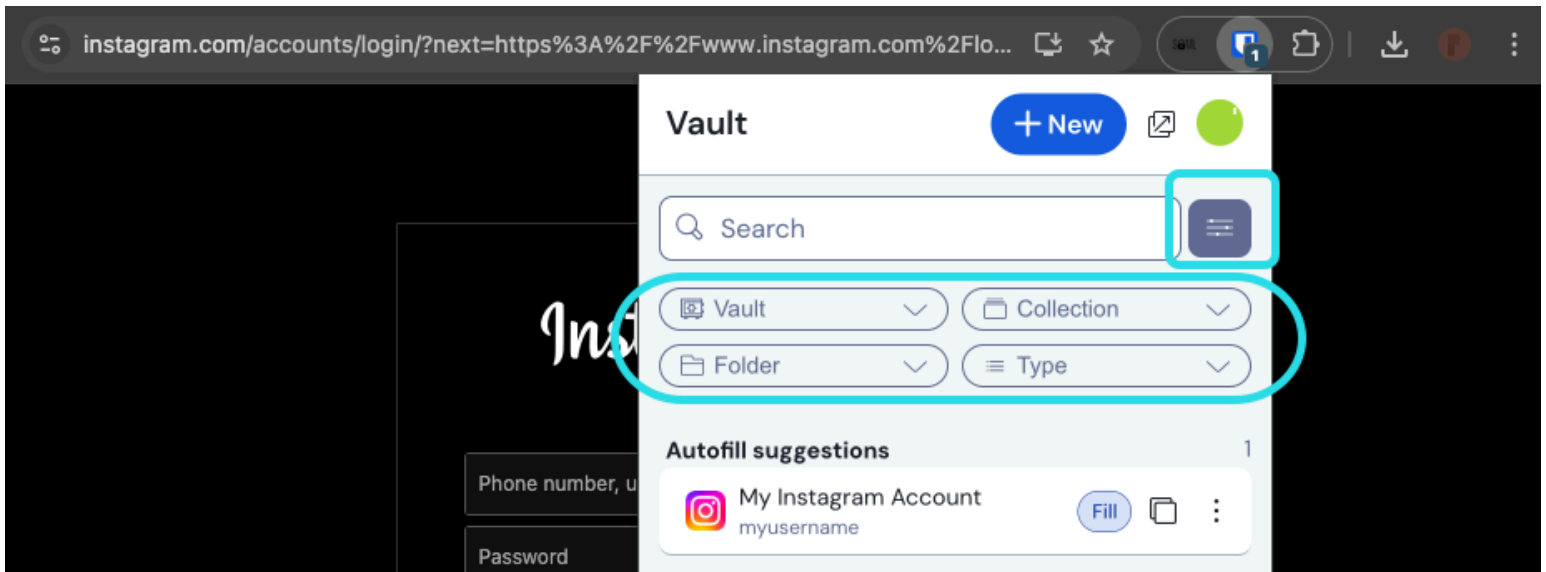 instagram.com/accounts/login/?next=https%3A%2F%2Fwww.instagram.com%2Flo...
1
Vault
+ New
Search
Vault
Collection
Folder
Type
Inst
Autofill suggestions
1
Phone number, u
My Instagram Account
myusername
Fill
Password